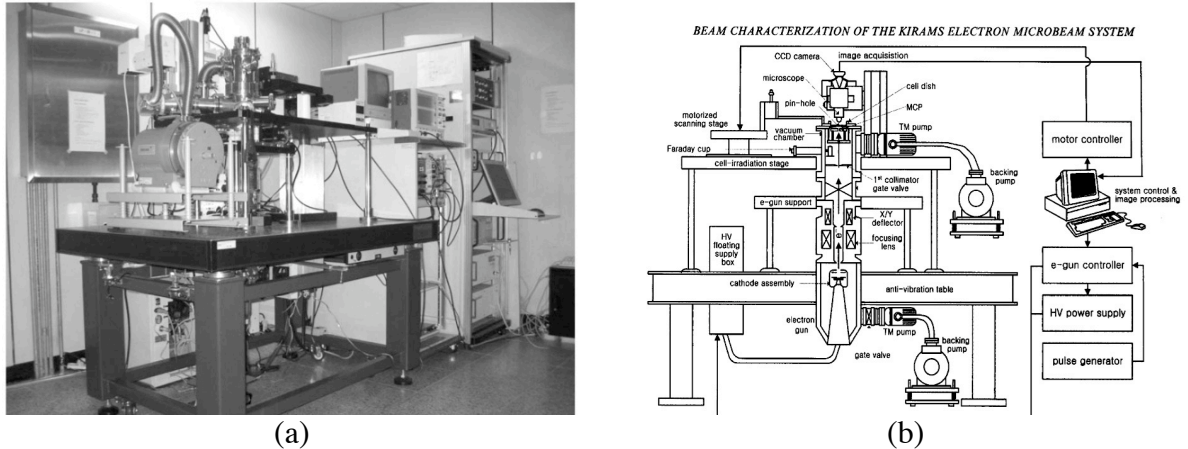 BEAM CHARACTERIZATION OF THE KIRAMS ELECTRON MICROBEAM SYSTEM
CCD camera
image acquisistion
microscope
cell dish
pin-hole
MCP
motorized
scanning stage
vacuum
chamber
TM pump
motor controller
Faraday cup
cell-irradiation stage
1st collimator
gate valve
backing
pump
system control &
image processing
e-gun support
X/Y
deflector
HV
floating
supply
box
focusing
lens
e-gun controller
cathode assembly
anti-vibration table
HV power supply
electron
gun
TM pump
gate valve
backing
pump
pulse generator
(a)
(b)